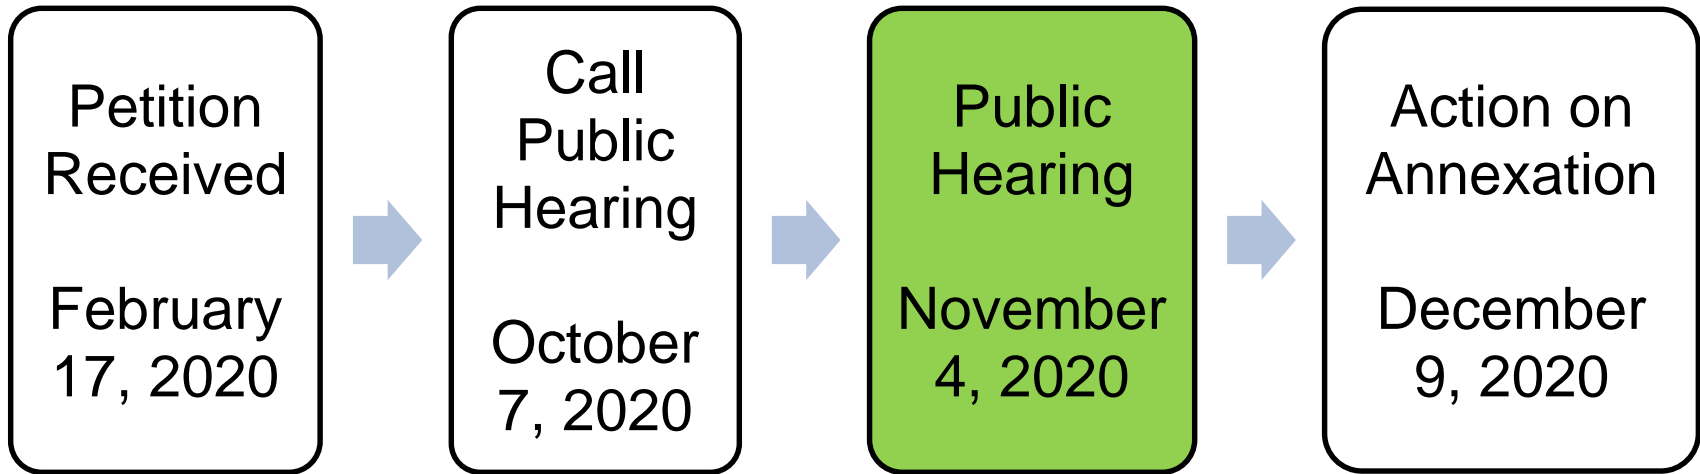 Petition
Received
February
17, 2020
Call
Public
Hearing
October
7, 2020
Public
Hearing
November
4, 2020
Action on
Annexation
December
9, 2020